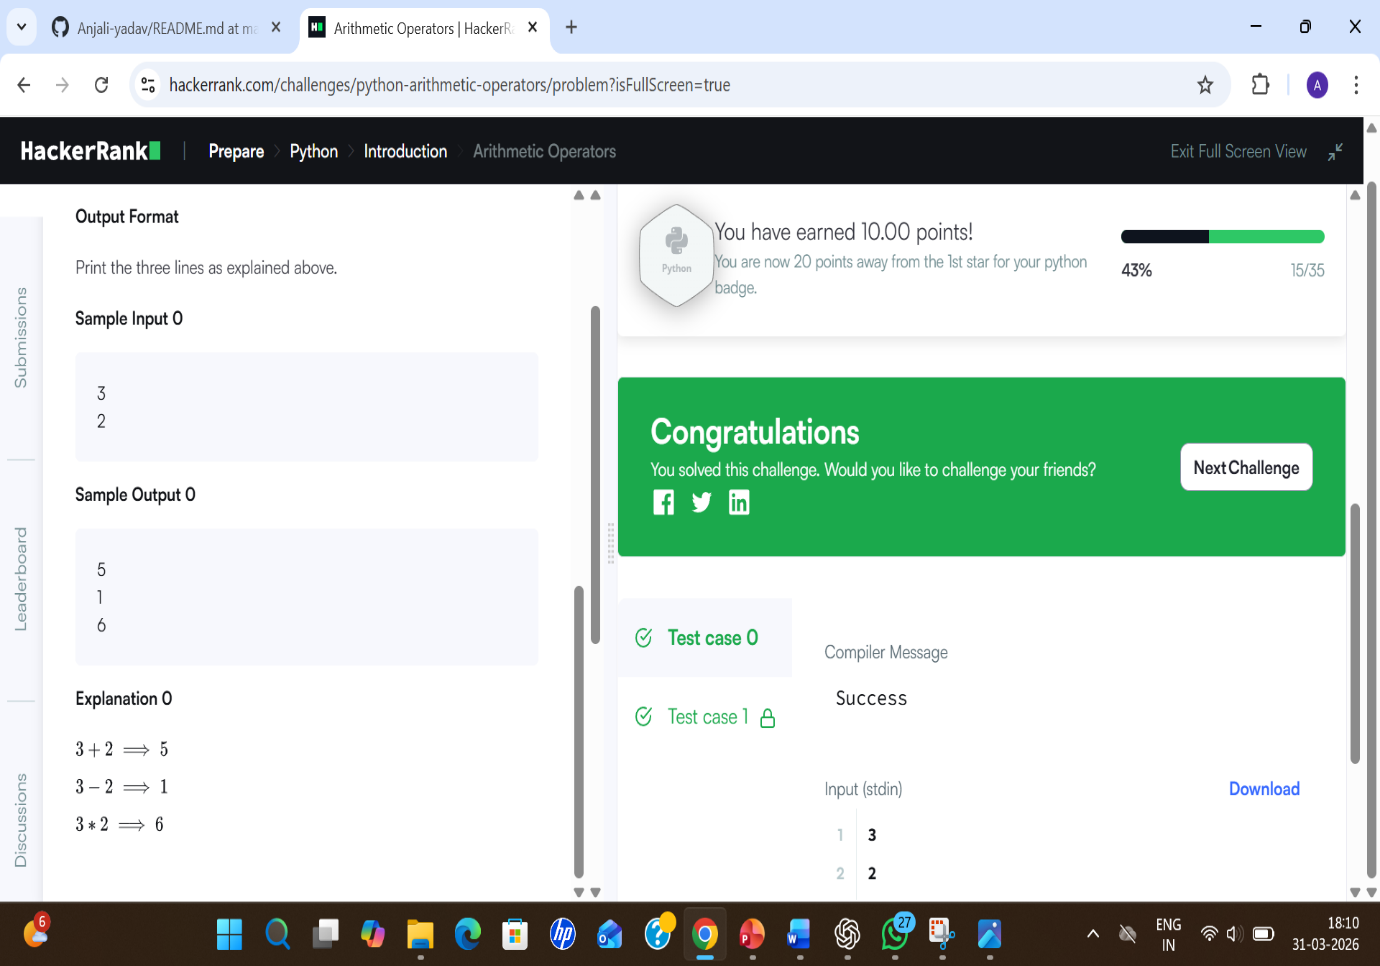 Anjali-yadav/README.md at ma
Arithmetic Operators | HackerR
hackerrank.com/challenges/python-arithmetic-operators/problem?isFullScreen=true
A
HackerRank
Prepare
Python
Introduction
Arithmetic Operators
Exit Full Screen View
Submissions
Leaderboard
Discussions
Output Format
Print the three lines as explained above.
Sample Input 0
3
2
Sample Output 0
5
1
6
Explanation 0
3 + 2 ⟹ 5
3 − 2 ⟹ 1
3 * 2 ⟹ 6
Python
You have earned 10.00 points!
You are now 20 points away from the 1st star for your python
badge.
43%
15/35
Congratulations
You solved this challenge. Would you like to challenge your friends?
Next Challenge
Test case 0
Test case 1
Compiler Message
Success
Input (stdin)
Download
1 3
2 2
6
27
ENG
IN
18:10
31-03-2026